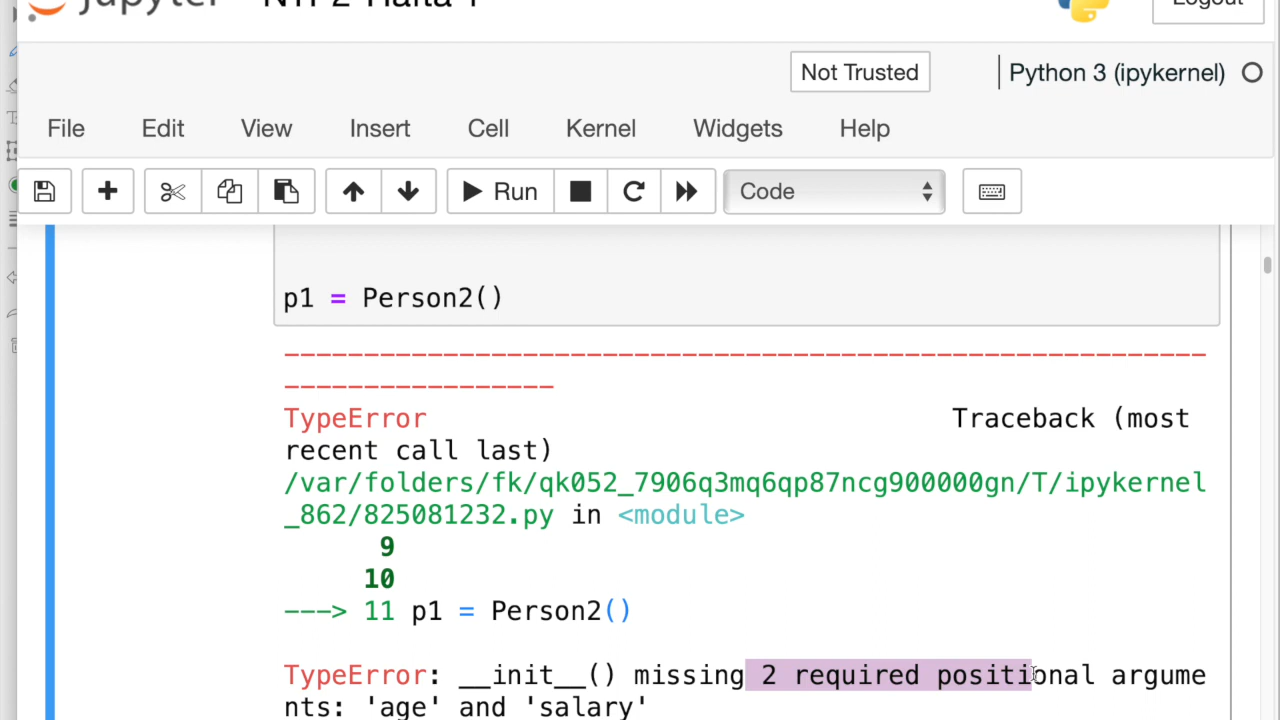 Not Trusted
Python 3 (ipykernel)
File Edit View Insert Cell Kernel Widgets Help
Run Code
p1 = Person2()
---------------------------------------------------------------------------
TypeError Traceback (most
recent call last)
/var/folders/fk/qk052_7906q3mq6qp87ncg900000gn/T/ipykernel
_862/825081232.py in <module>
9
10
---> 11 p1 = Person2()
TypeError: __init__() missing 2 required positional argume
nts: 'age' and 'salary'